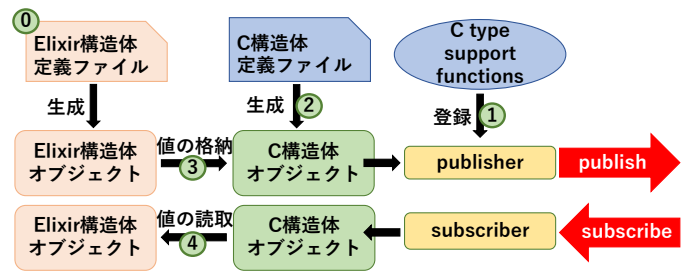 0
Elixir構造体
定義ファイル
C構造体
定義ファイル
C type
support
functions
生成
生成
2
登録
1
Elixir構造体
オブジェクト
値の格納
3
C構造体
オブジェクト
publisher
publish
Elixir構造体
オブジェクト
値の読取
4
C構造体
オブジェクト
subscriber
subscribe